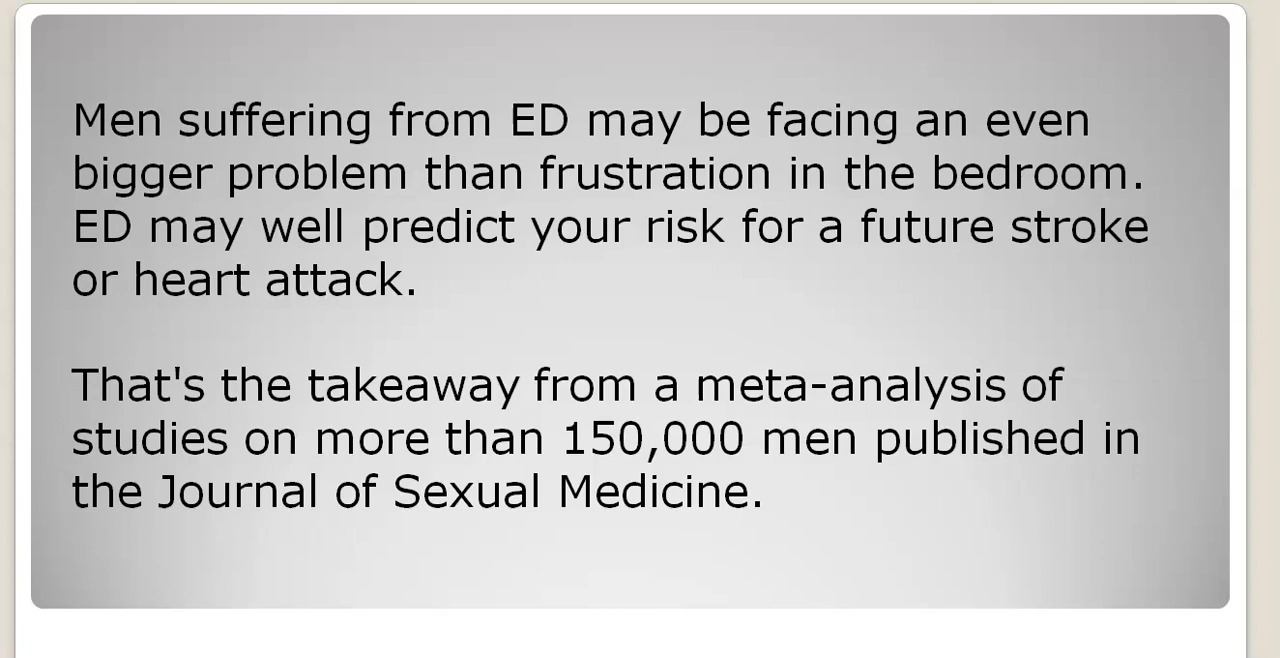 Men suffering from ED may be facing an even
bigger problem than frustration in the bedroom.
ED may well predict your risk for a future stroke
or heart attack.
That's the takeaway from a meta-analysis of
studies on more than 150,000 men published in
the Journal of Sexual Medicine.